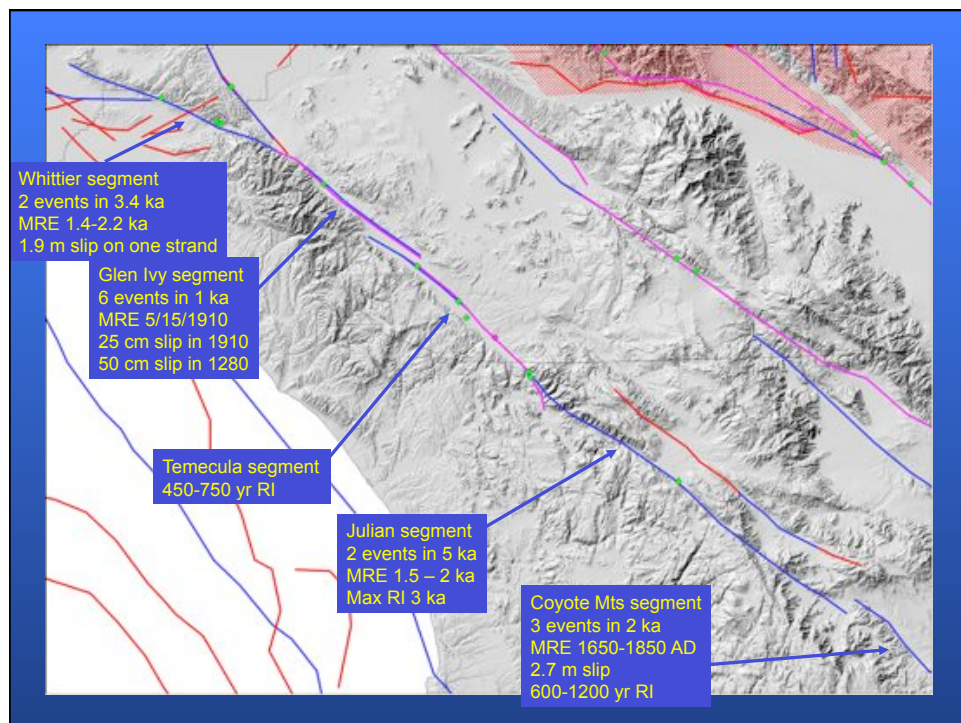 Whittier segment
2 events in 3.4 ka
MRE 1.4-2.2 ka
1.9 m slip on one strand
Glen Ivy segment
6 events in 1 ka
MRE 5/15/1910
25 cm slip in 1910
50 cm slip in 1280
Temecula segment
450-750 yr RI
Julian segment
2 events in 5 ka
MRE 1.5 – 2 ka
Max RI 3 ka
Coyote Mts segment
3 events in 2 ka
MRE 1650-1850 AD
2.7 m slip
600-1200 yr RI